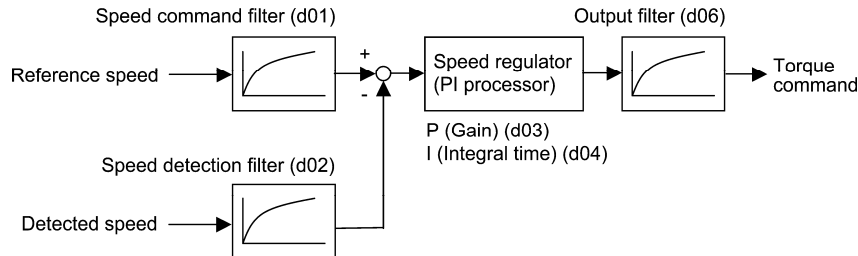 Speed command filter (d01)
Output filter (d06)
Reference speed
+
-
Speed regulator
(PI processor)
Torque
command
P (Gain) (d03)
I (Integral time) (d04)
Speed detection filter (d02)
Detected speed